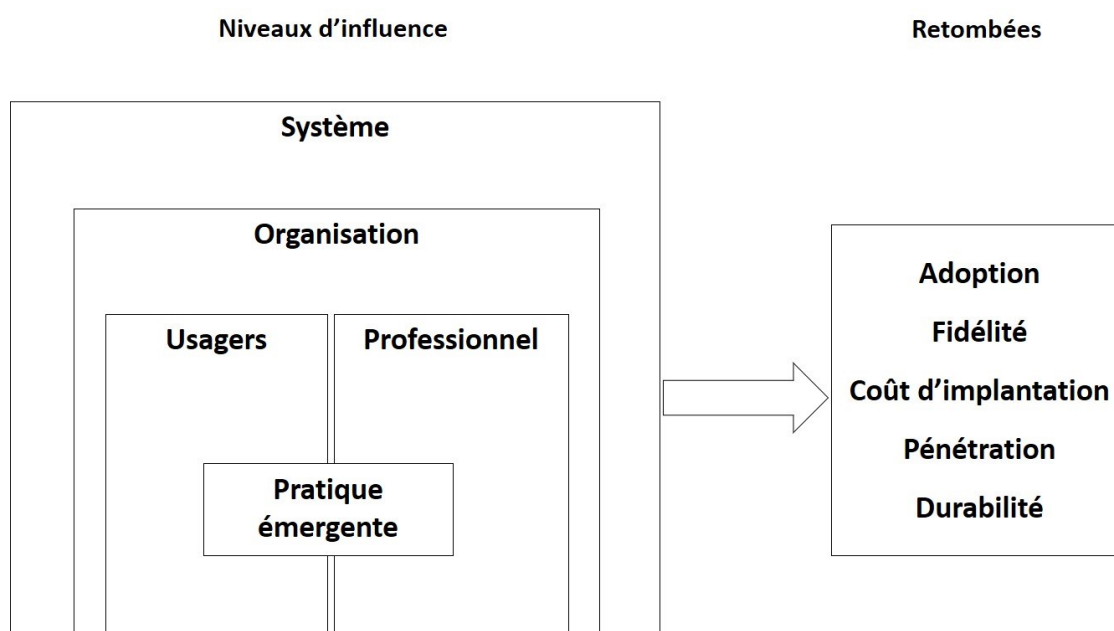 Niveaux d’influence
Retombées
Système
Organisation
Usagers
Professionnel
Pratique
émergente
Adoption
Fidélité
Coût d’implantation
Pénétration
Durabilité